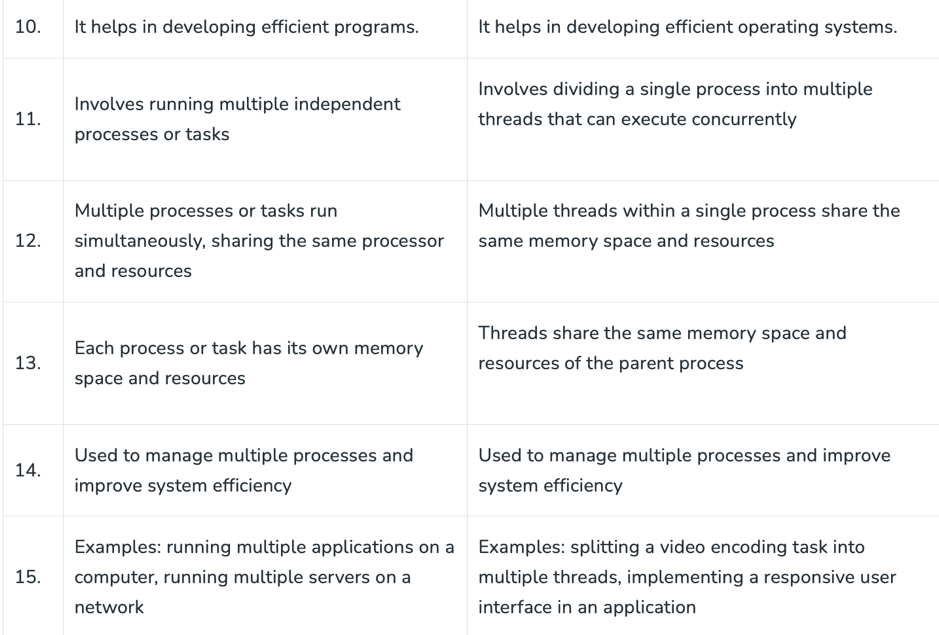 10.
It helps in developing efficient programs.
It helps in developing efficient operating systems.
11.
Involves running multiple independent
processes or tasks
Involves dividing a single process into multiple
threads that can execute concurrently
12.
Multiple processes or tasks run
simultaneously, sharing the same processor
and resources
Multiple threads within a single process share the
same memory space and resources
13.
Each process or task has its own memory
space and resources
Threads share the same memory space and
resources of the parent process
14.
Used to manage multiple processes and
improve system efficiency
Used to manage multiple processes and improve
system efficiency
15.
Examples: running multiple applications on a
computer, running multiple servers on a
network
Examples: splitting a video encoding task into
multiple threads, implementing a responsive user
interface in an application